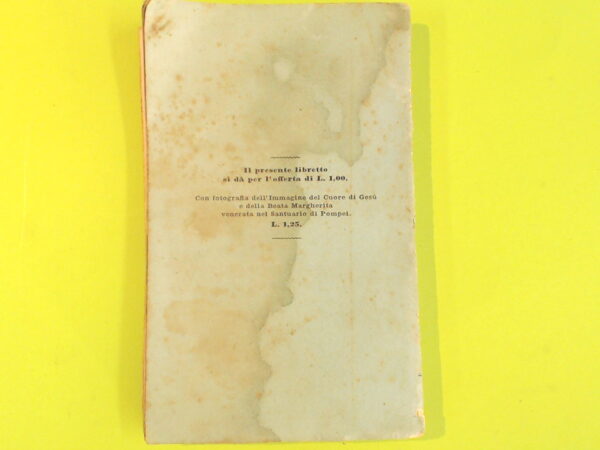 Il presente libretto
si dà per l'offerta di L. 1,00.
Con fotografia dell'Immagine del Cuore di Gesù
e della Beata Margherita
venerata nel Santuario di Pompei.
L. 1,25.